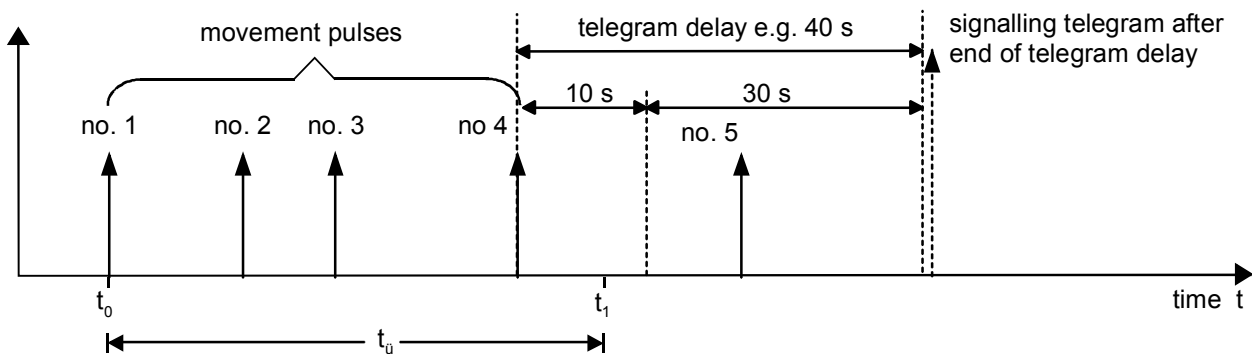 movement pulses
telegram delay e.g. 40 s
signalling telegram after
end of telegram delay
10 s
30 s
no. 1
no. 2
no. 3
no 4
no. 5
t₀
t₁
time t
tü